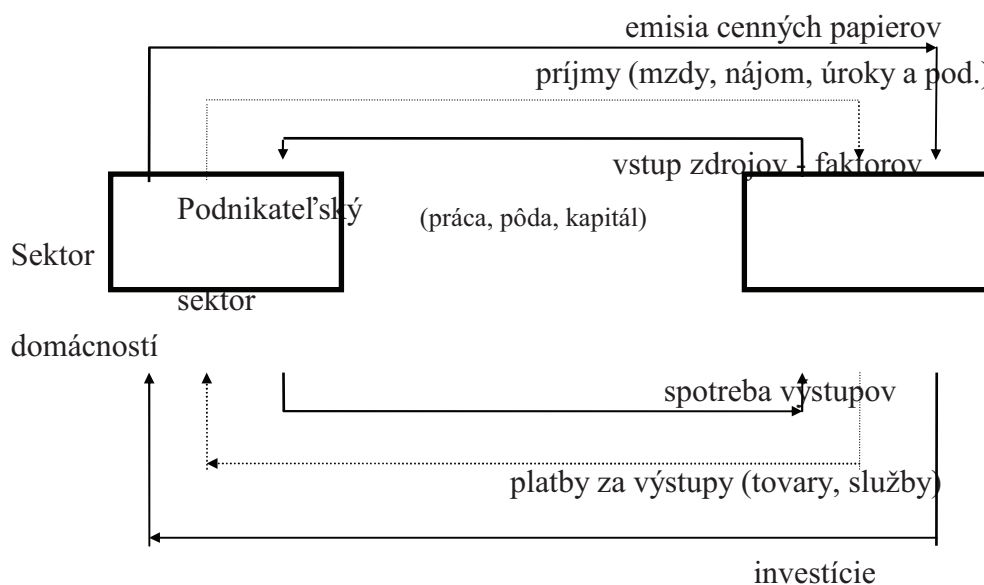 emisia cenných papierov
príjmy (mzdy, nájom, úroky a pod.)
vstup zdrojov - faktorov
Podnikateľský
(práca, pôda, kapitál)
Sektor
sektor
domácností
spotreba výstupov
platby za výstupy (tovary, služby)
investície